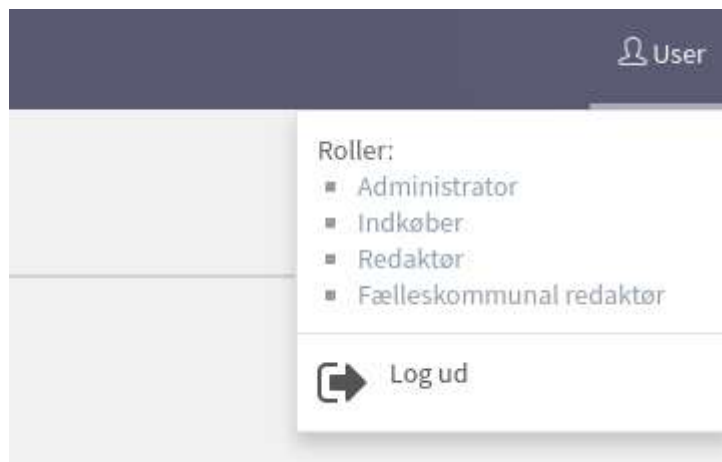 User
Roller:
Administrator
Indkøber
Redaktør
Fælleskommunal redaktør
Log ud